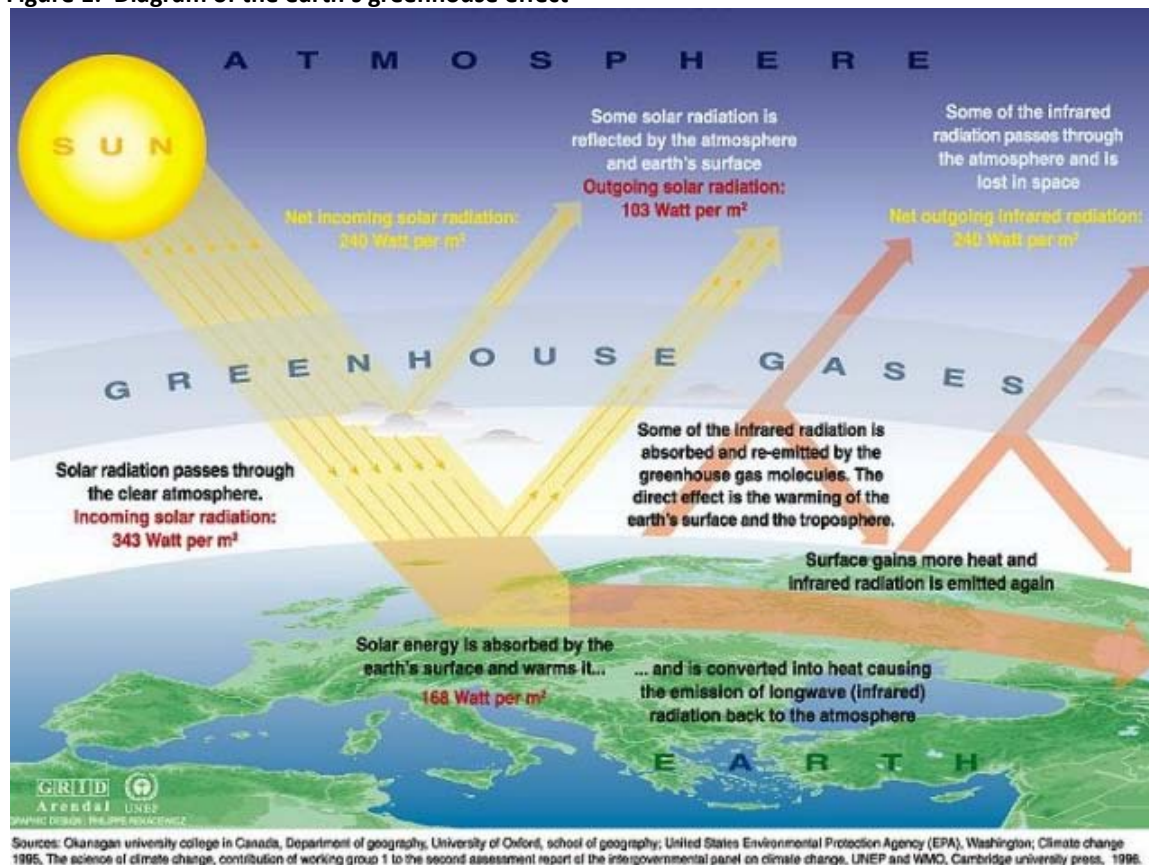 Figure 1. Diagram of the earth's greenhouse effect
A T M O S P H E R E
S U N
Some solar radiation is
reflected by the atmosphere
and earth's surface
Outgoing solar radiation:
103 Watt per m²
Some of the infrared
radiation passes through
the atmosphere and is
lost in space
Net outgoing infrared radiation:
240 Watt per m²
Net incoming solar radiation:
240 Watt per m²
G R E E N H O U S E G A S E S
Solar radiation passes through
the clear atmosphere.
Incoming solar radiation:
343 Watt per m²
Some of the infrared radiation is
absorbed and re-emitted by the
greenhouse gas molecules. The
direct effect is the warming of the
earth's surface and the troposphere.
Surface gains more heat and
infrared radiation is emitted again
Solar energy is absorbed by the
earth's surface and warms it...
168 Watt per m²
... and is converted into heat causing
the emission of longwave (infrared)
radiation back to the atmosphere
E A R T H
G R I D
Arendal UNEP
GRAPHIC DESIGN : PHILIPPE REKACEWICZ
Sources: Okanagan university college in Canada, Department of geography, University of Oxford, school of geography; United States Environmental Protection Agency (EPA), Washington; Climate change
1995, The science of climate change, contribution of working group 1 to the second assessment report of the intergovernmental panel on climate change, UNEP and WMO, Cambridge university press, 1996.